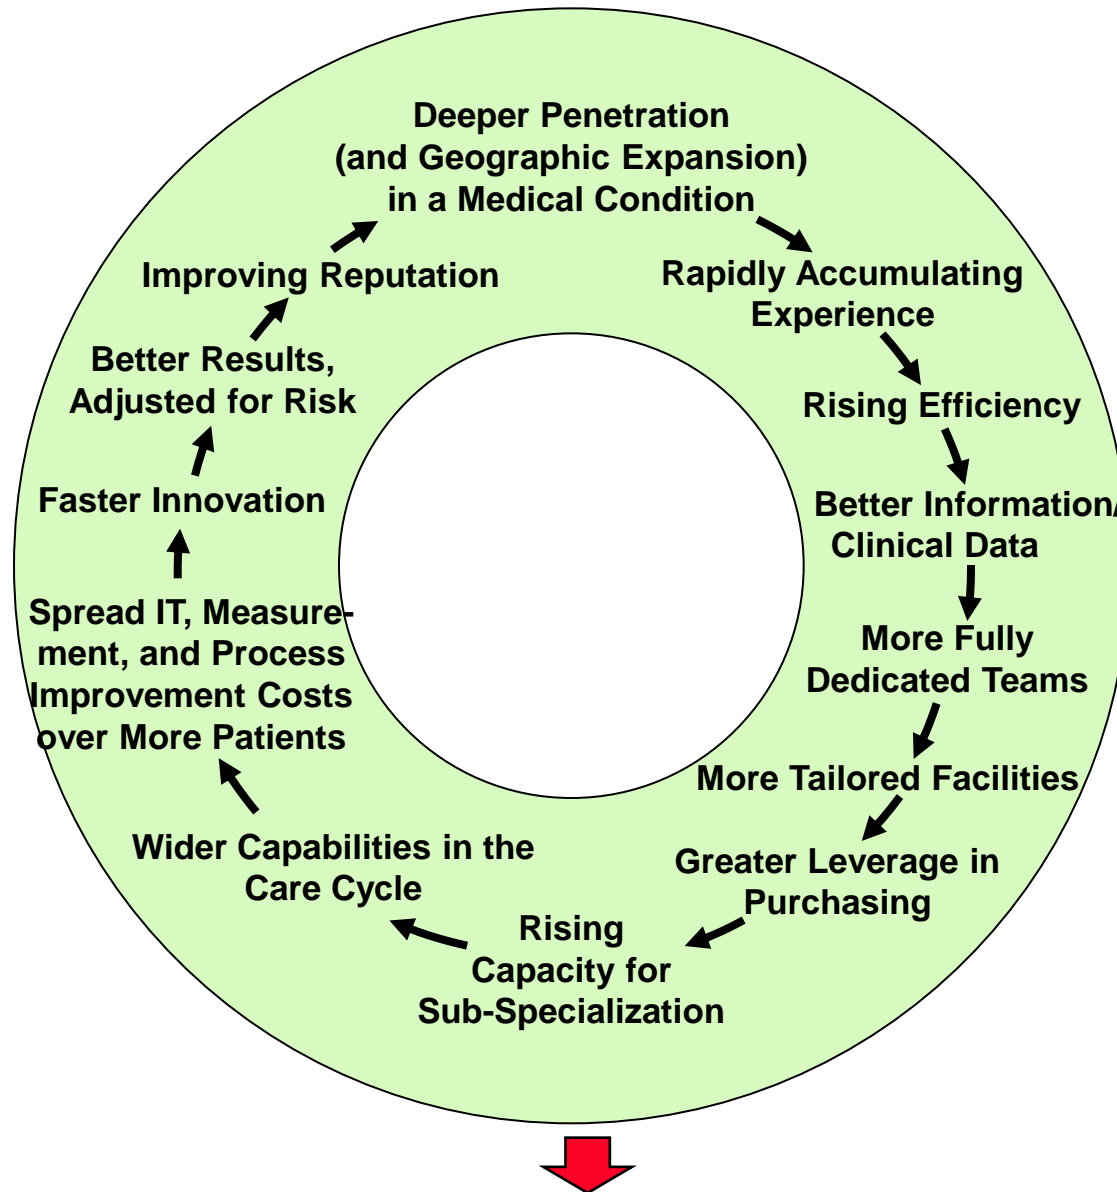 Deeper Penetration
(and Geographic Expansion)
in a Medical Condition
Rapidly Accumulating
Experience
Rising Efficiency
Better Information/
Clinical Data
More Fully
Dedicated Teams
More Tailored Facilities
Greater Leverage in
Purchasing
Rising
Capacity for
Sub-Specialization
Wider Capabilities in the
Care Cycle
Spread IT, Measure-
ment, and Process
Improvement Costs
over More Patients
Faster Innovation
Better Results,
Adjusted for Risk
Improving Reputation